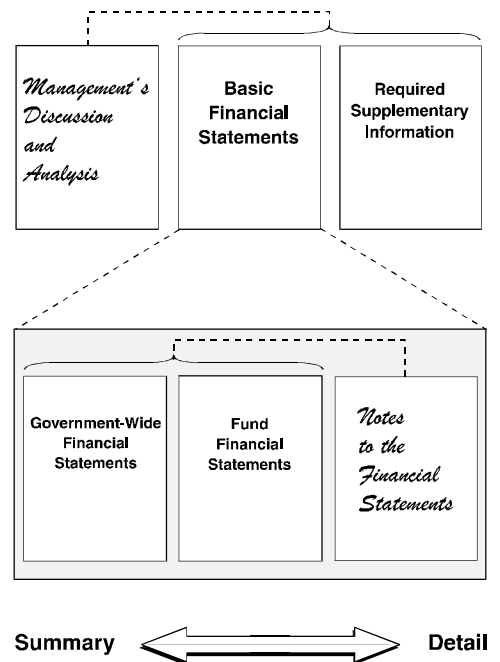 Management's
Discussion
and
Analysis
Basic
Financial
Statements
Required
Supplementary
Information
Government-Wide
Financial
Statements
Fund
Financial
Statements
Notes
to the
Financial
Statements
Summary
Detail